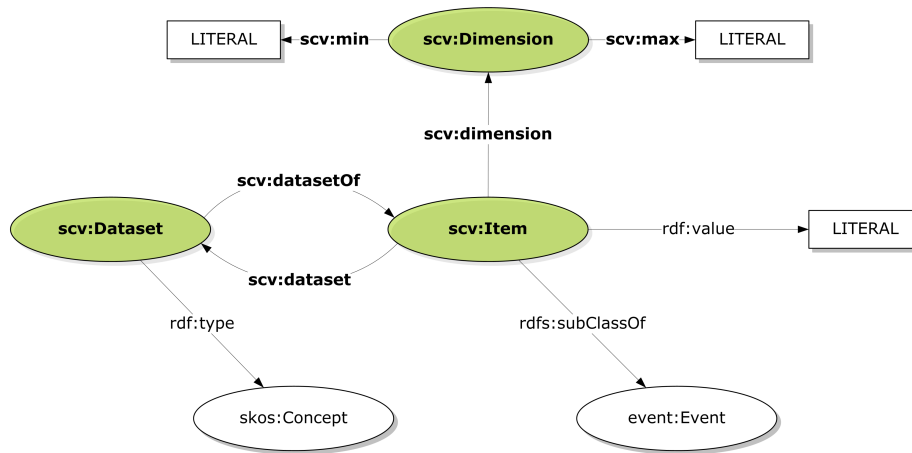 LITERAL scv:min scv:Dimension scv:max LITERAL
scv:dimension
scv:datasetOf
scv:Dataset scv:Item rdf:value LITERAL
scv:dataset
rdf:type rdfs:subClassOf
skos:Concept event:Event